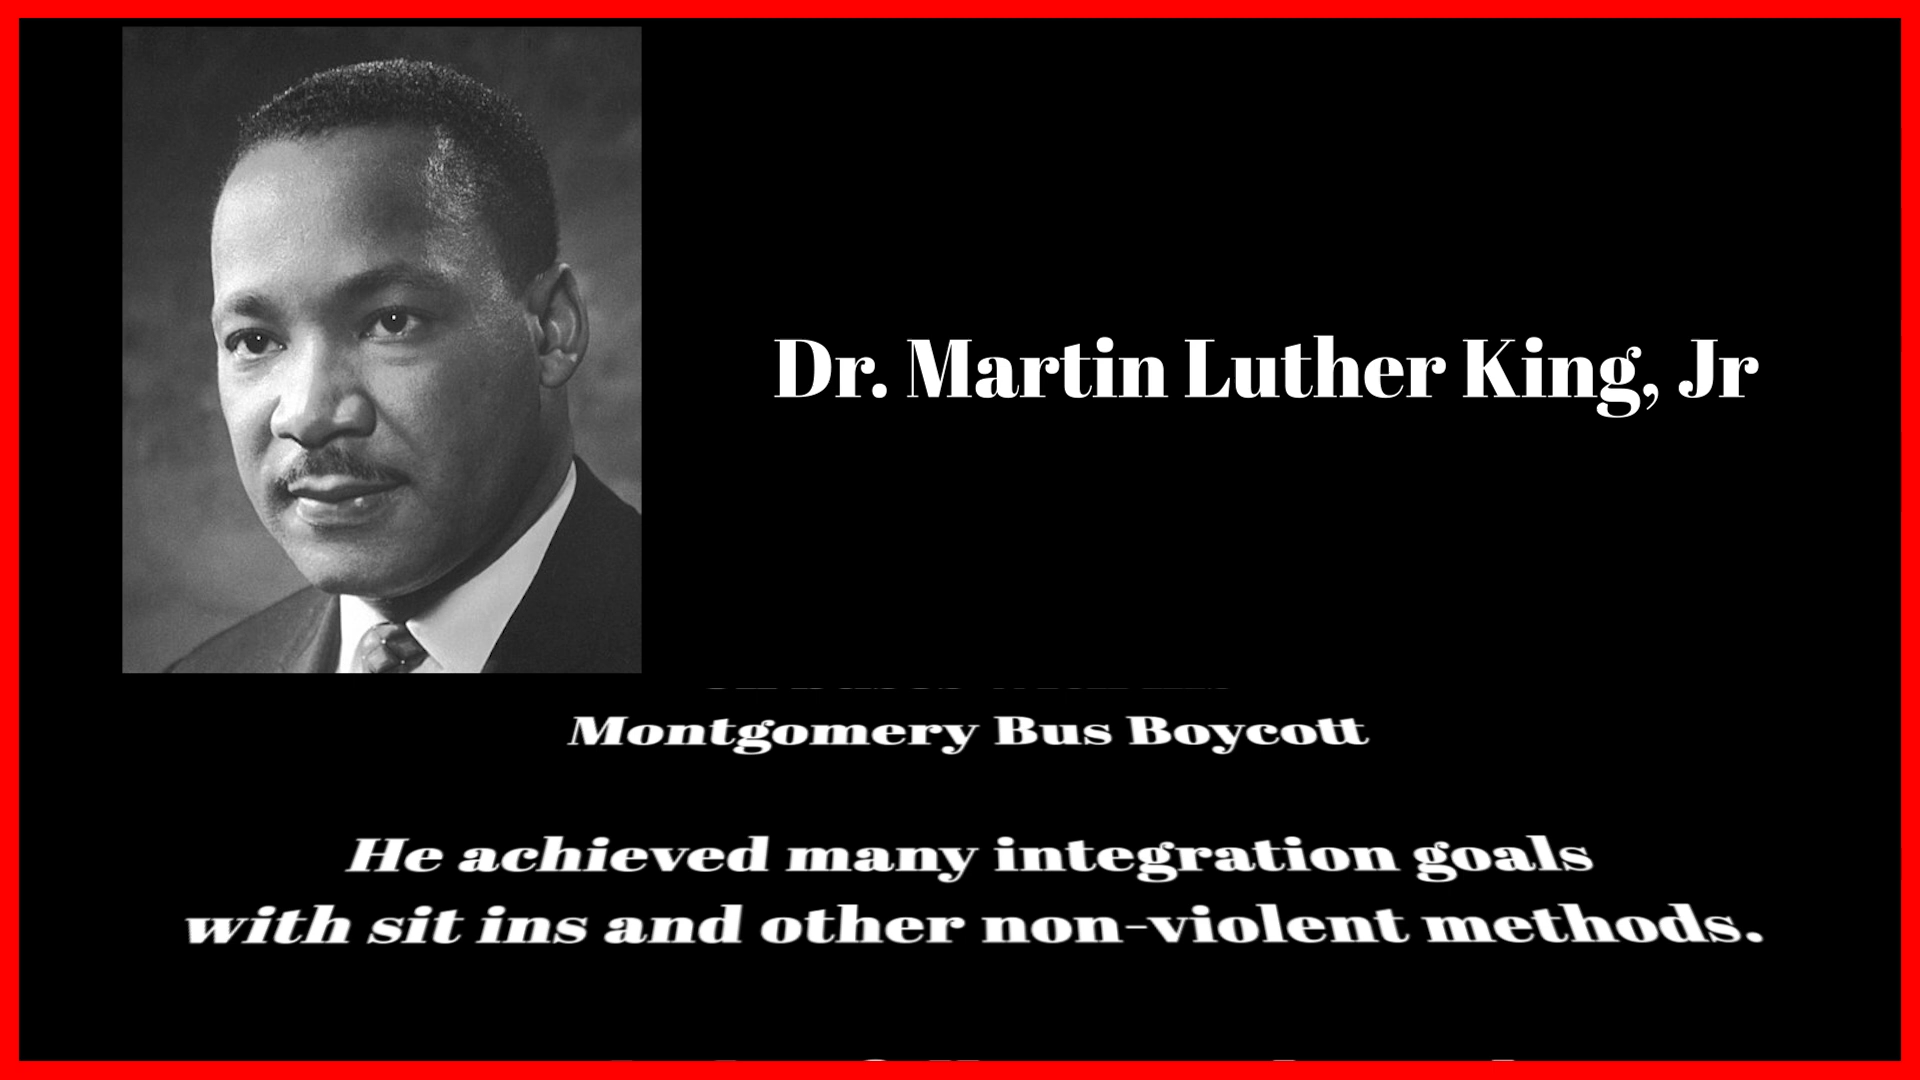 Dr. Martin Luther King, Jr
Montgomery Bus Boycott
He achieved many integration goals
with sit ins and other non-violent methods.